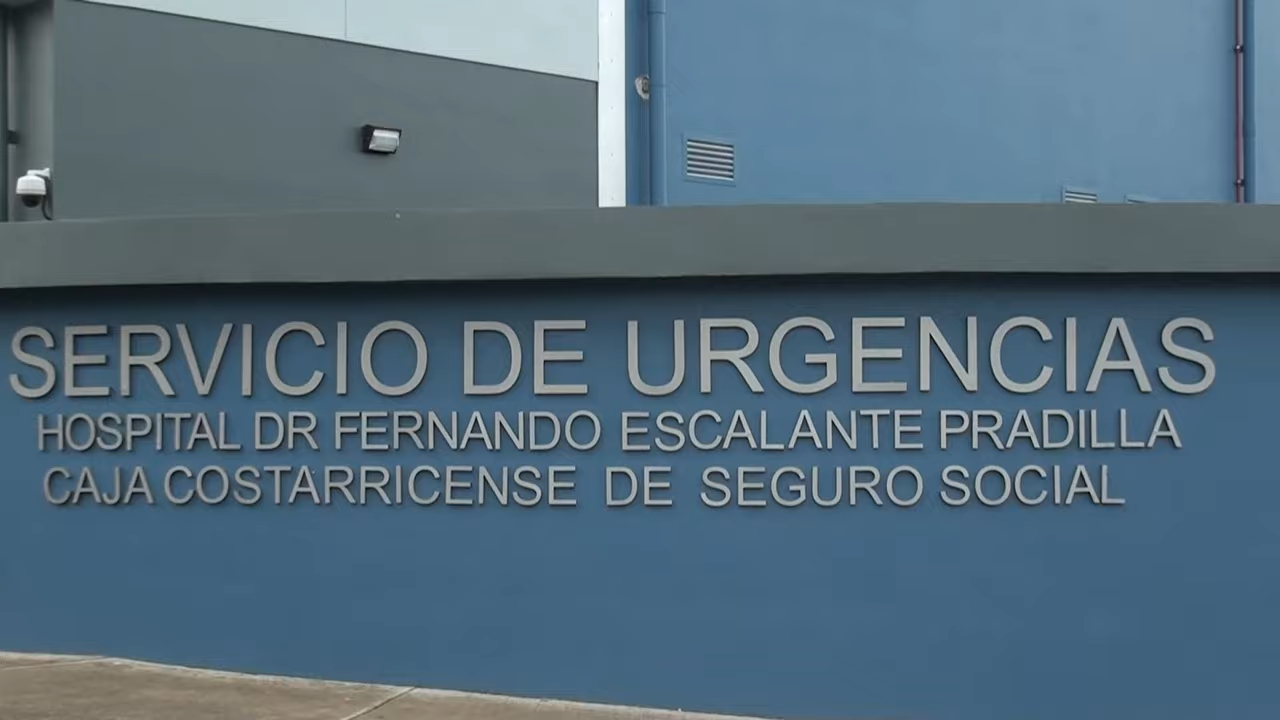 SERVICIO DE URGENCIAS
HOSPITAL DR FERNANDO ESCALANTE PRADILLA
CAJA COSTARRICENSE DE SEGURO SOCIAL